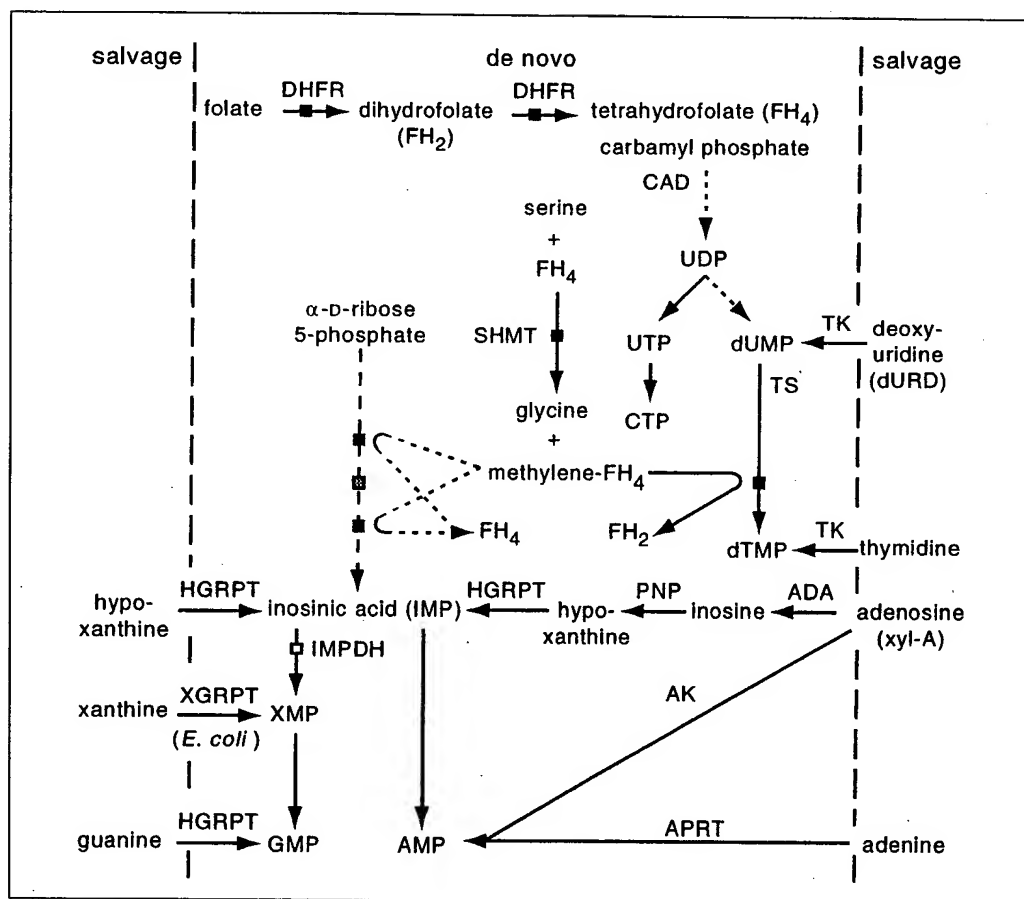 salvage
de novo
salvage
DHFR
DHFR
folate
dihydrofolate
(FH2)
tetrahydrofolate (FH4)
carbamyl phosphate
CAD
serine
+
FH4
UDP
α-D-ribose
5-phosphate
SHMT
UTP
dUMP
TK
deoxy-
uridine
(dURD)
TS
glycine
+
CTP
methylene-FH4
FH4
FH2
dTMP
TK
thymidine
hypo-
xanthine
HGRPT
inosinic acid (IMP)
HGRPT
hypo-
xanthine
PNP
inosine
ADA
adenosine
(xyl-A)
IMPDH
AK
xanthine
XGRPT
(E. coli)
XMP
guanine
HGRPT
GMP
AMP
APRT
adenine